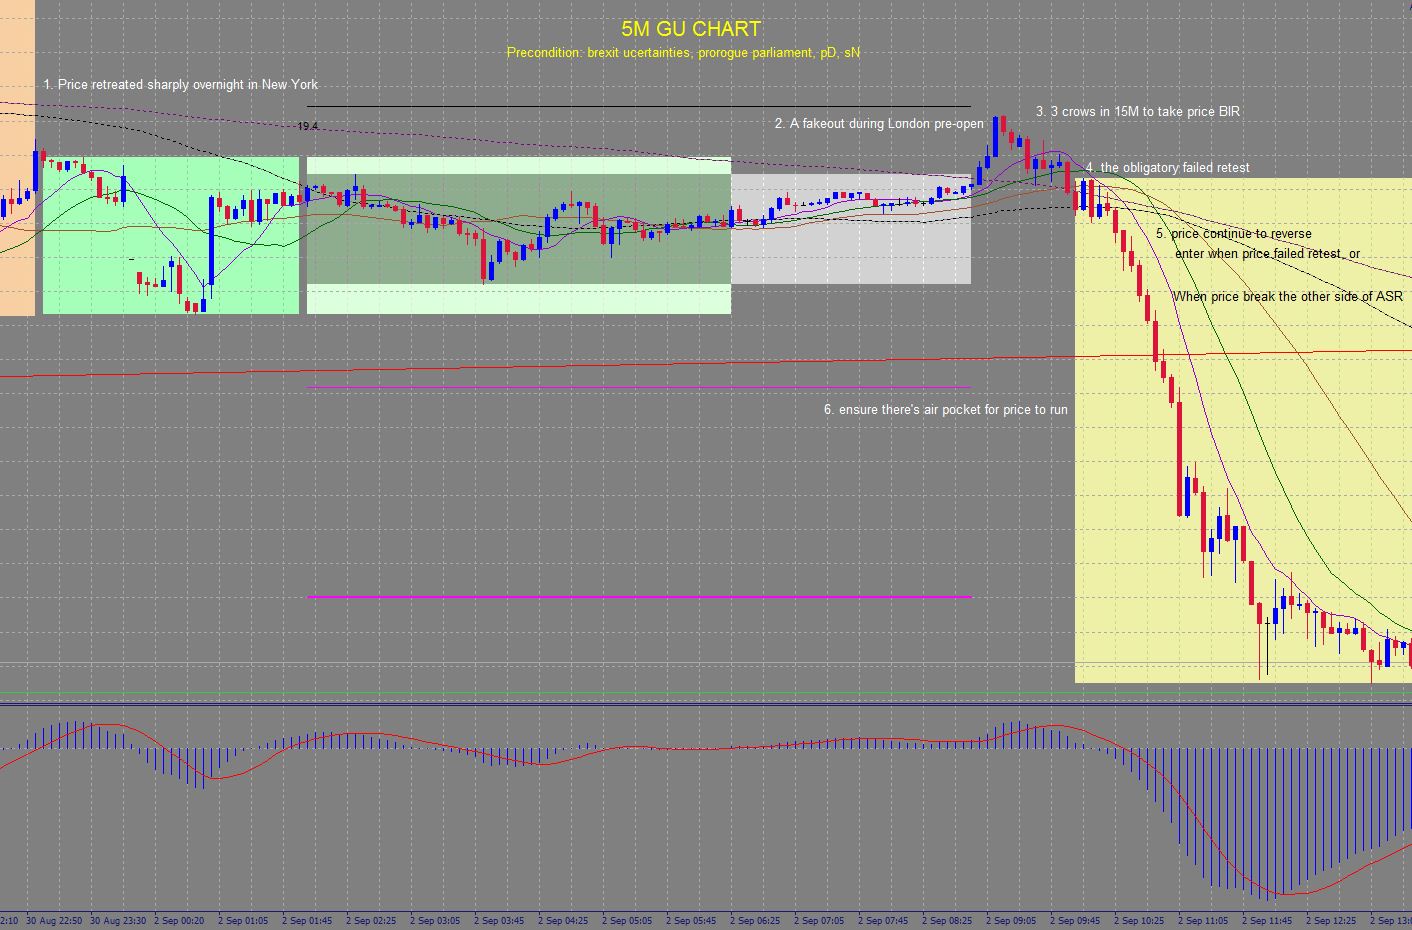 5M GU CHART
Precondition: brexit ucertainties, prorogue parliament, pD, sN
1. Price retreated sharply overnight in New York
19.4
2. A fakeout during London pre-open
3. 3 crows in 15M to take price BIR
4. the obligatory failed retest
5. price continue to reverse
enter when price failed retest, or
When price break the other side of ASR
6. ensure there's air pocket for price to run
2:10 30 Aug 22:50 30 Aug 23:30 2 Sep 00:20 2 Sep 01:05 2 Sep 01:45 2 Sep 02:25 2 Sep 03:05 2 Sep 03:45 2 Sep 04:25 2 Sep 05:05 2 Sep 05:45 2 Sep 06:25 2 Sep 07:05 2 Sep 07:45 2 Sep 08:25 2 Sep 09:05 2 Sep 09:45 2 Sep 10:25 2 Sep 11:05 2 Sep 11:45 2 Sep 12:25 2 Sep 13:0